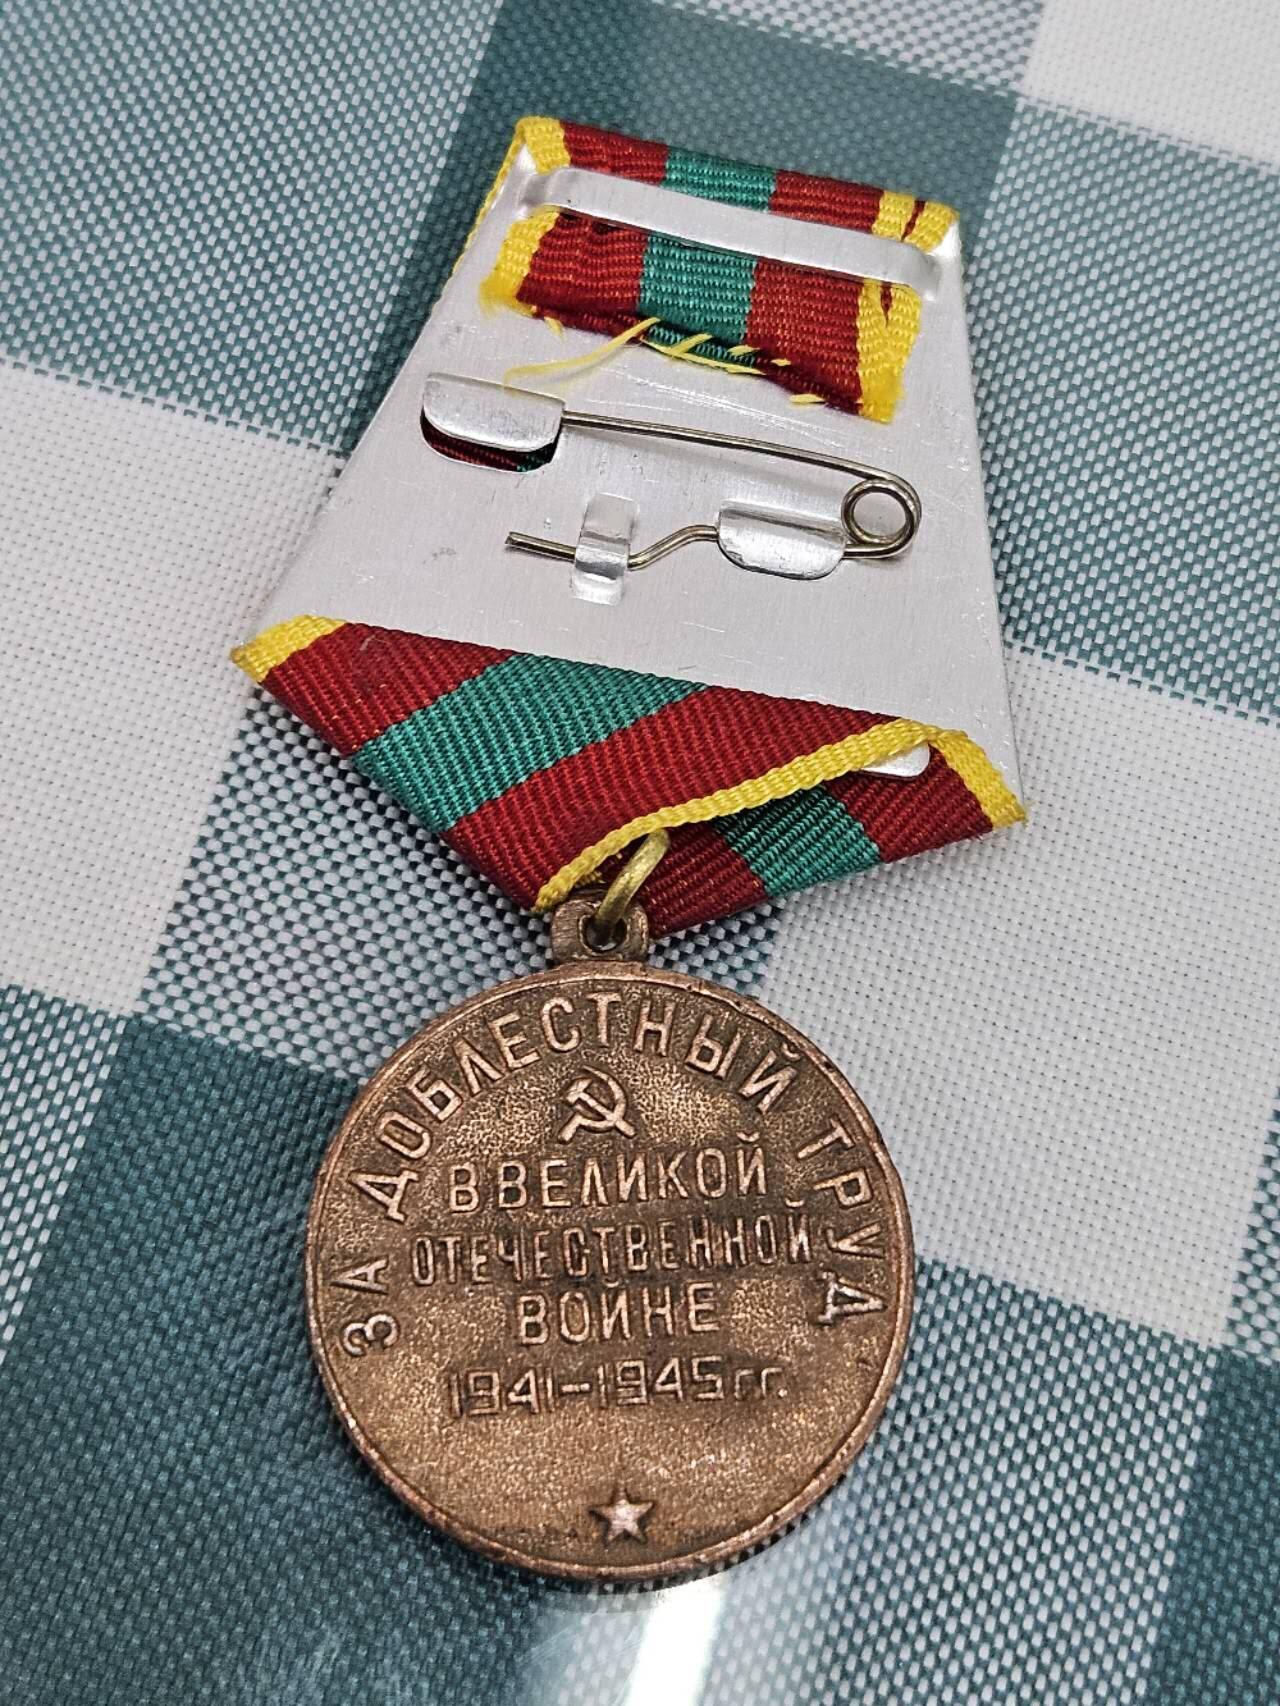 ЗА ДОБЛЕСТНЫЙ ТРУД
В ВЕЛИКОЙ
ОТЕЧЕСТВЕННОЙ
ВОЙНЕ
1941-1945 гг.